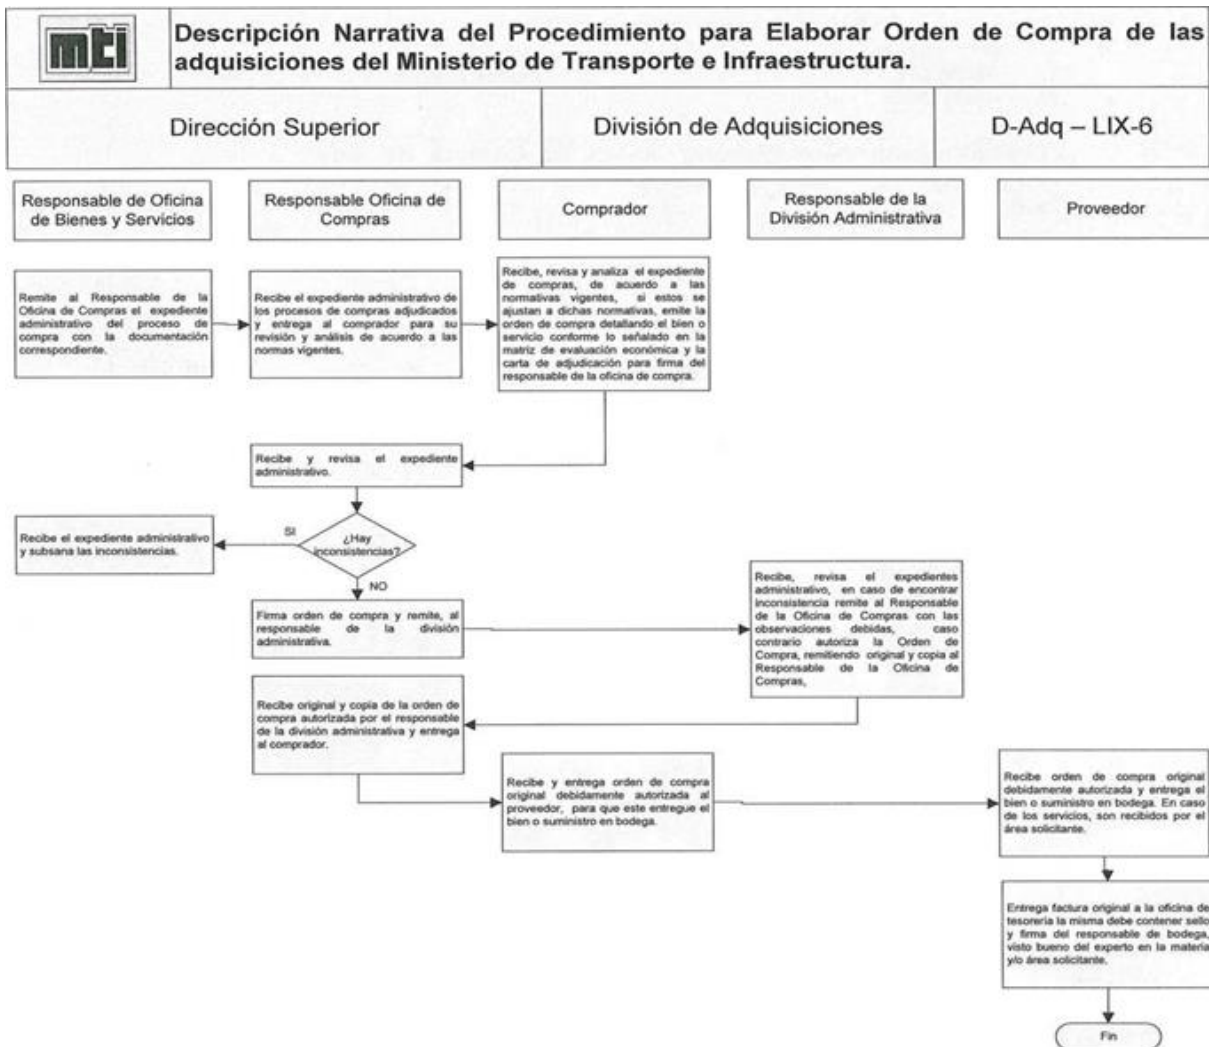 mti
Descripción Narrativa del Procedimiento para Elaborar Orden de Compra de las
adquisiciones del Ministerio de Transporte e Infraestructura.
Dirección Superior
División de Adquisiciones
D-Adq – LIX-6
Responsable de Oficina
de Bienes y Servicios
Responsable Oficina de
Compras
Comprador
Responsable de la
División Administrativa
Proveedor
Remite al Responsable de la
Oficina de Compras el expediente
administrativo del proceso de
compra con la documentación
correspondiente.
Recibe el expediente administrativo de
los procesos de compras adjudicados
y entrega al comprador para su
revisión y análisis de acuerdo a las
normas vigentes.
Recibe, revisa y analiza el expediente
de compras, de acuerdo a las
normativas vigentes, si estos se
ajustan a dichas normativas, emite la
orden de compra detallando el bien o
servicio conforme lo señalado en la
matriz de evaluación económica y la
carta de adjudicación para firma del
responsable de la oficina de compra.
Recibe y revisa el expediente
administrativo.
¿Hay
inconsistencias?
SI
Recibe el expediente administrativo
y subsana las inconsistencias.
NO
Firma orden de compra y remite, al
responsable de la división
administrativa.
Recibe, revisa el expedientes
administrativo, en caso de encontrar
inconsistencia remite al Responsable
de la Oficina de Compras con las
observaciones debidas, caso
contrario autoriza la Orden de
Compra, remitiendo original y copia al
Responsable de la Oficina de
Compras,
Recibe original y copia de la orden de
compra autorizada por el responsable
de la división administrativa y entrega
al comprador.
Recibe y entrega orden de compra
original debidamente autorizada al
proveedor, para que este entregue el
bien o suministro en bodega.
Recibe orden de compra original
debidamente autorizada y entrega el
bien o suministro en bodega. En caso
de los servicios, son recibidos por el
área solicitante.
Entrega factura original a la oficina de
tesorería la misma debe contener sello
y firma del responsable de bodega,
visto bueno del experto en la materia
y/o área solicitante.
Fin